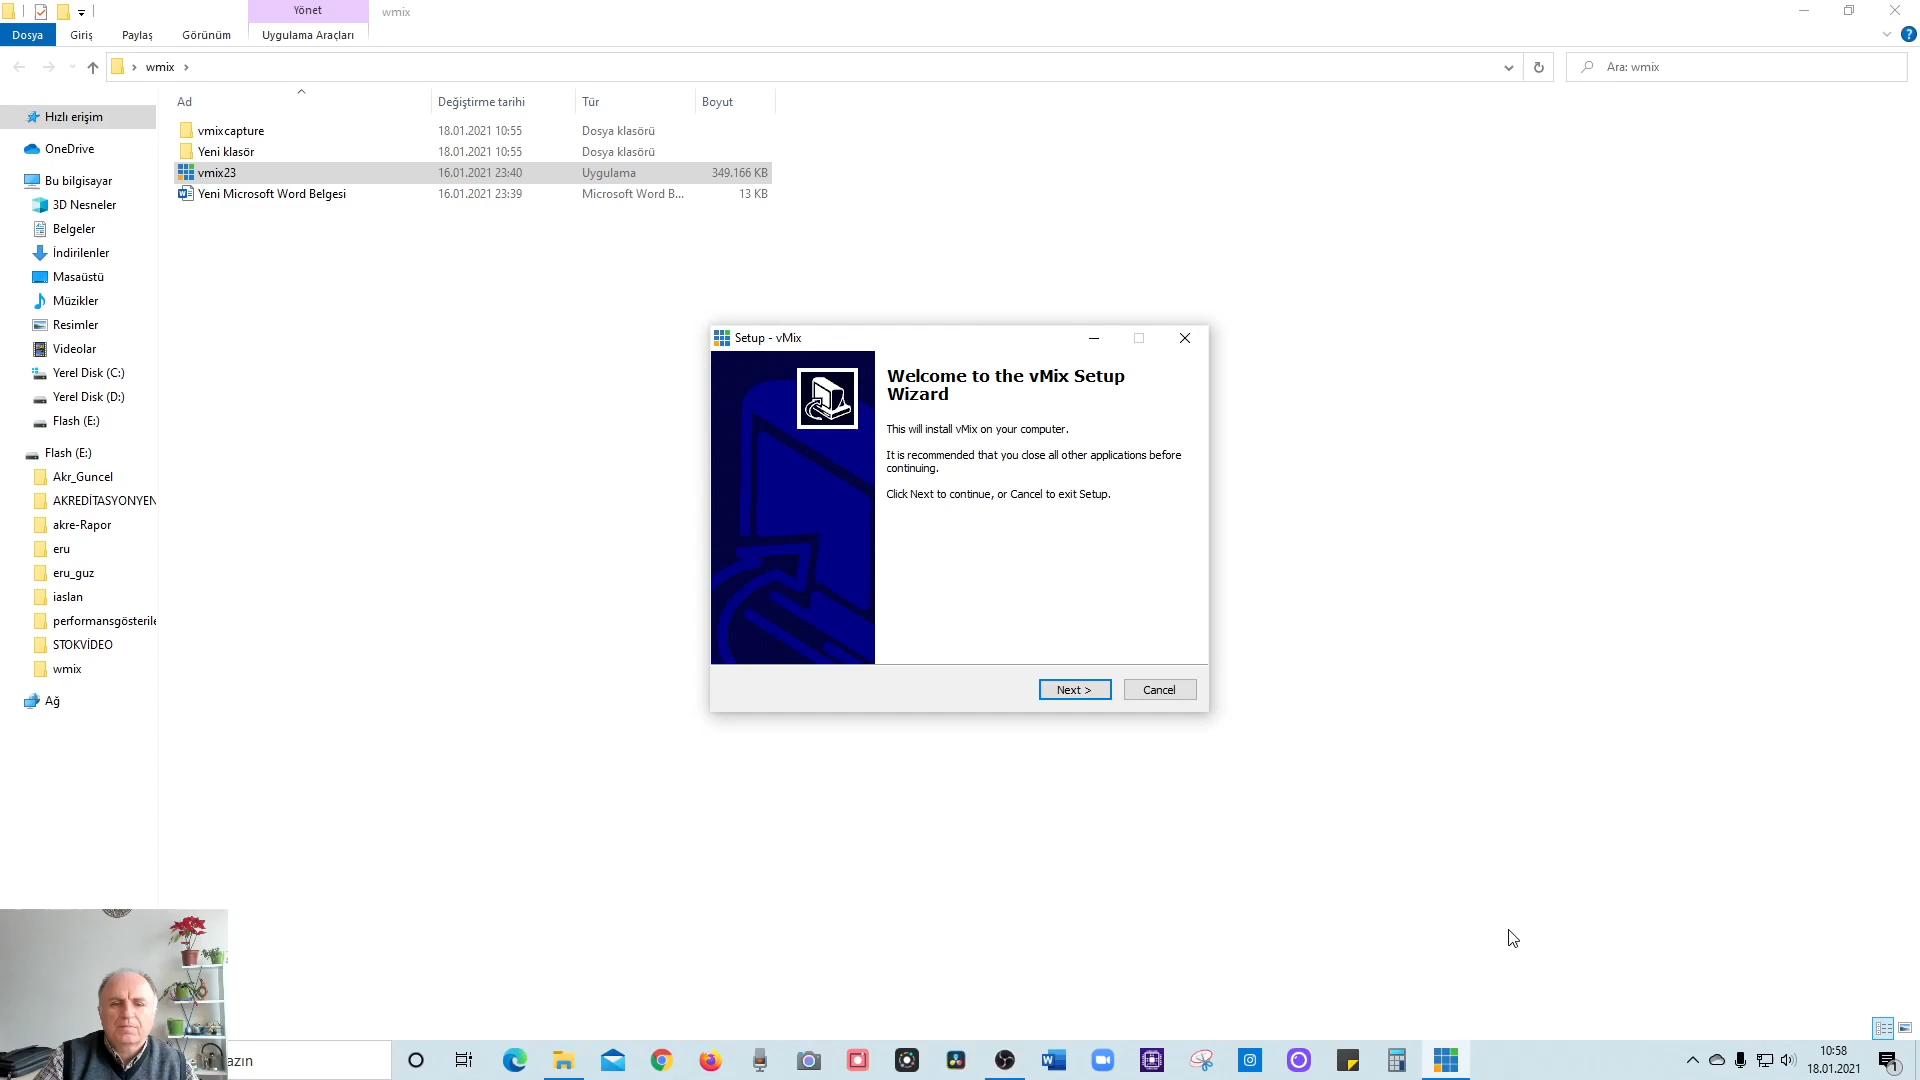 Yönet
wmix
Dosya
Giriş
Paylaş
Görünüm
Uygulama Araçları
wmix
Ara: wmix
Ad
Değiştirme tarihi
Tür
Boyut
vmixcapture
18.01.2021 10:55
Dosya klasörü
Yeni klasör
18.01.2021 10:55
Dosya klasörü
vmix23
16.01.2021 23:40
Uygulama
349.166 KB
Yeni Microsoft Word Belgesi
16.01.2021 23:39
Microsoft Word B...
13 KB
Hızlı erişim
OneDrive
Bu bilgisayar
3D Nesneler
Belgeler
İndirilenler
Masaüstü
Müzikler
Resimler
Videolar
Yerel Disk (C:)
Yerel Disk (D:)
Flash (E:)
Flash (E:)
Akr_Guncel
AKREDİTASYONYEN
akre-Rapor
eru
eru_guz
iaslan
performansgösterile
STOKVİDEO
wmix
Ağ
Setup - vMix
Welcome to the vMix Setup
Wizard
This will install vMix on your computer.
It is recommended that you close all other applications before
continuing.
Click Next to continue, or Cancel to exit Setup.
Next >
Cancel
azın
10:58
18.01.2021
1